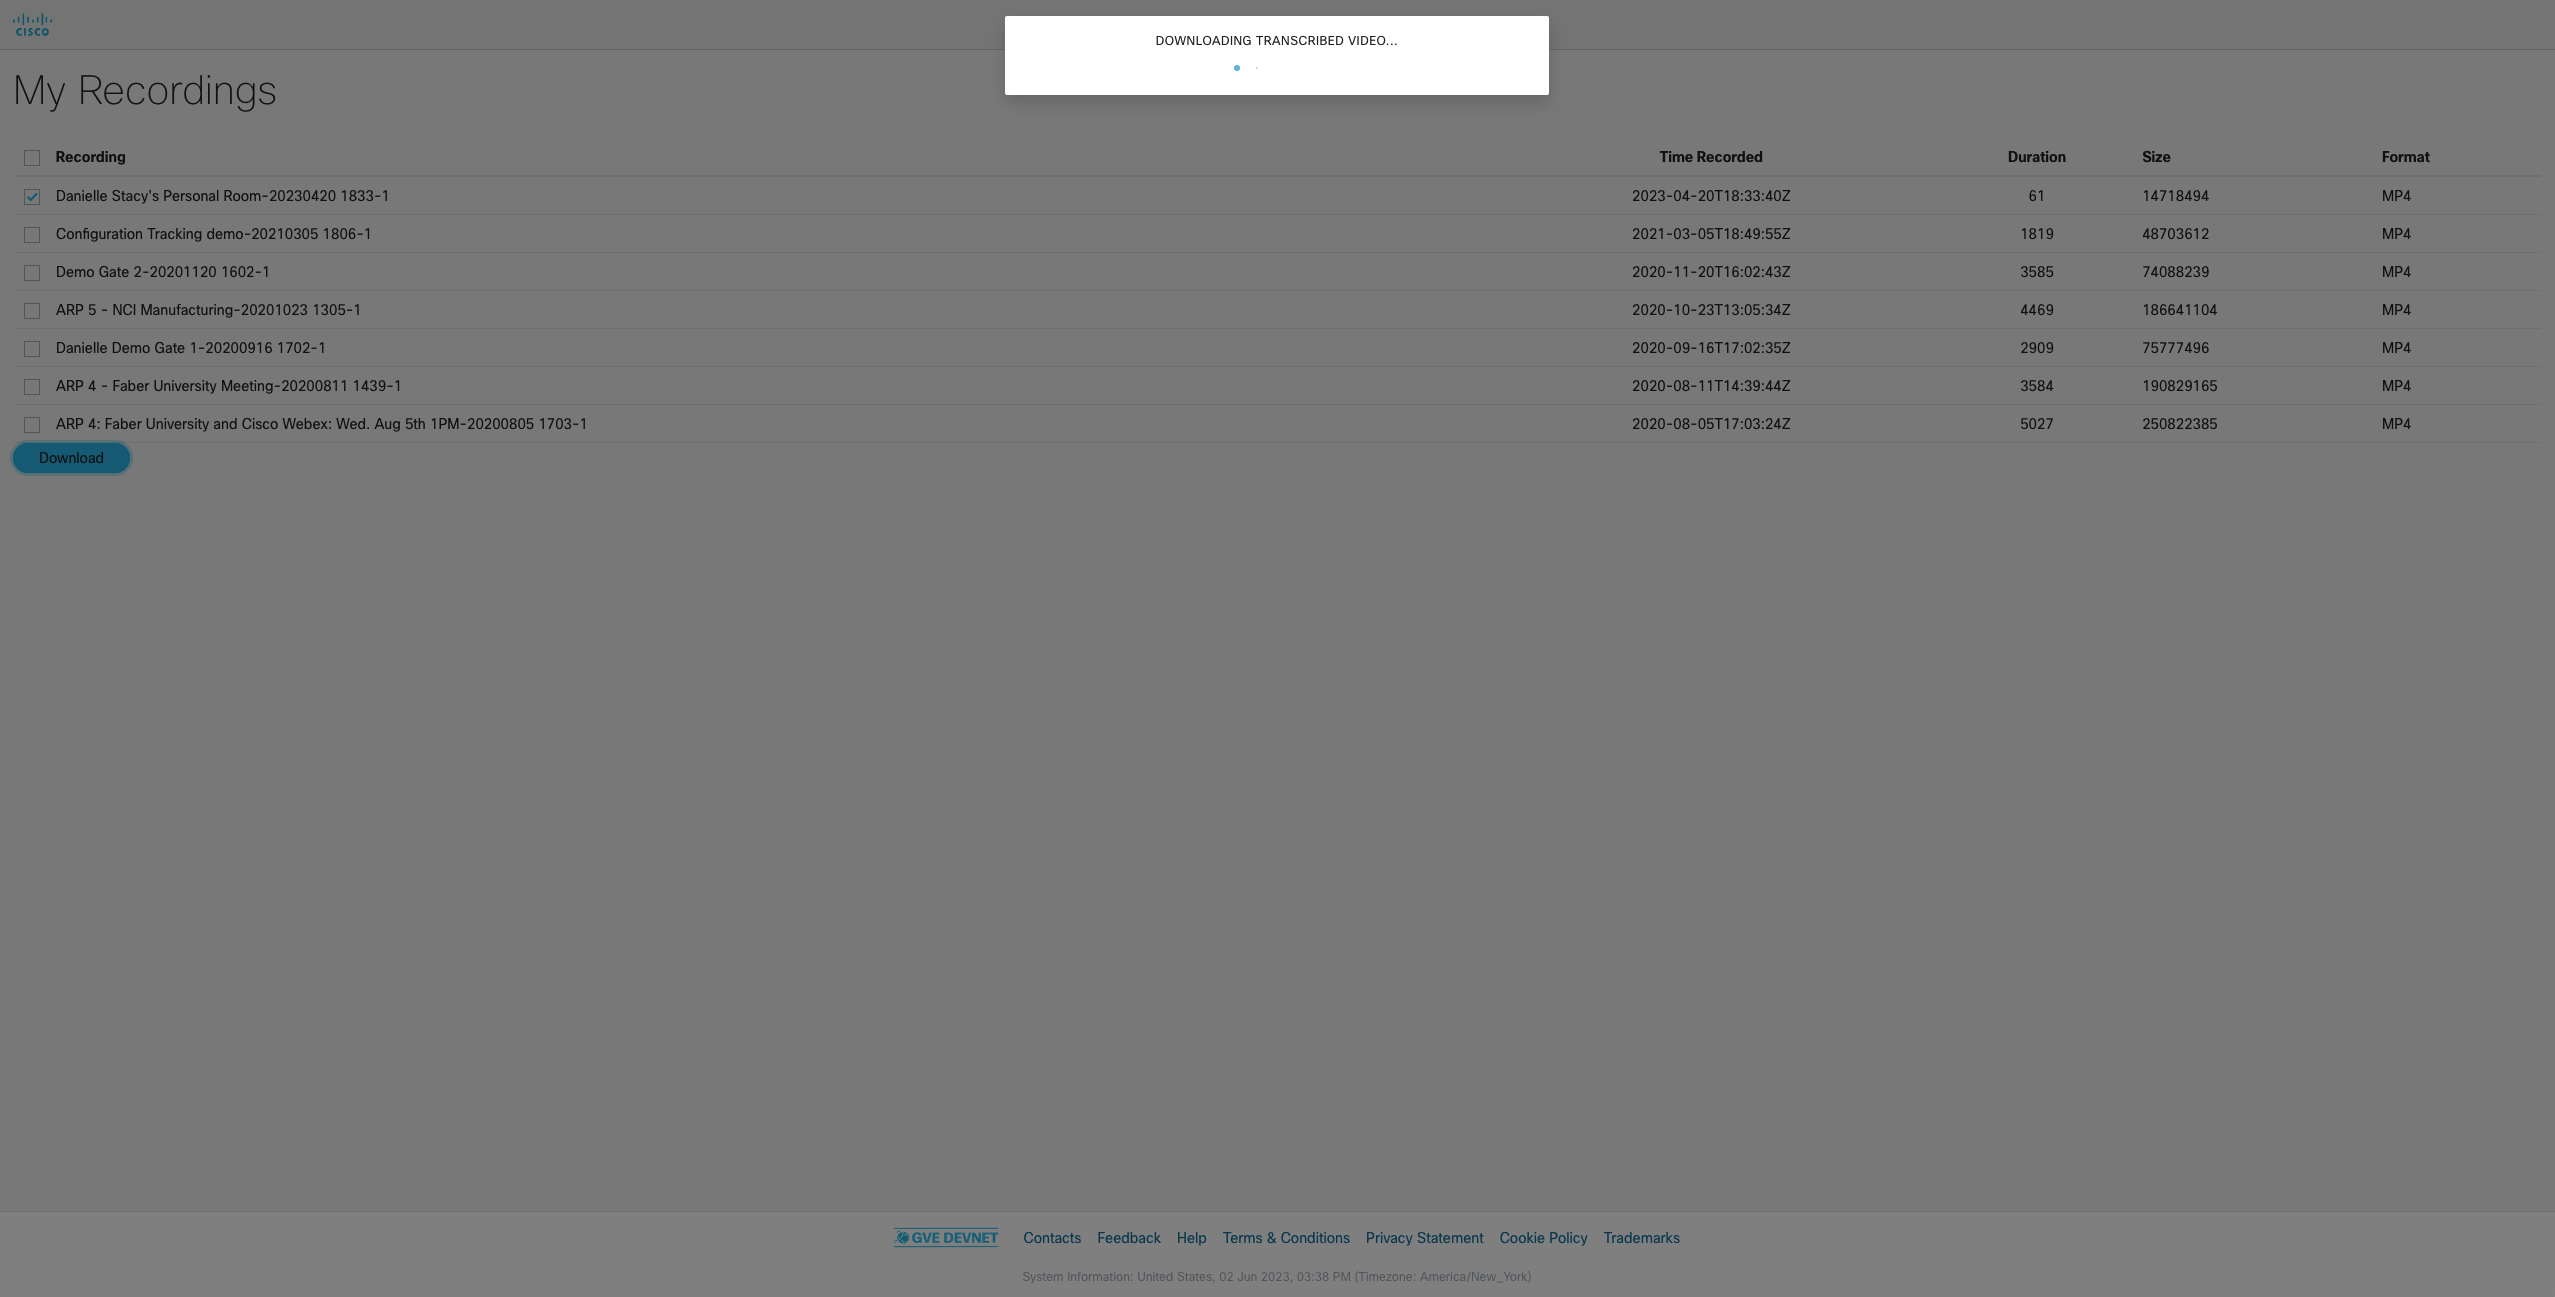 CISCO
DOWNLOADING TRANSCRIBED VIDEO...
My Recordings
Recording Time Recorded Duration Size Format
Danielle Stacy's Personal Room-20230420 1833-1 2023-04-20T18:33:40Z 61 14718494 MP4
Configuration Tracking demo-20210305 1806-1 2021-03-05T18:49:55Z 1819 48703612 MP4
Demo Gate 2-20201120 1602-1 2020-11-20T16:02:43Z 3585 74088239 MP4
ARP 5 - NCI Manufacturing-20201023 1305-1 2020-10-23T13:05:34Z 4469 186641104 MP4
Danielle Demo Gate 1-20200916 1702-1 2020-09-16T17:02:35Z 2909 75777496 MP4
ARP 4 - Faber University Meeting-20200811 1439-1 2020-08-11T14:39:44Z 3584 190829165 MP4
ARP 4: Faber University and Cisco Webex: Wed. Aug 5th 1PM-20200805 1703-1 2020-08-05T17:03:24Z 5027 250822385 MP4
Download
GVE DEVNET Contacts Feedback Help Terms & Conditions Privacy Statement Cookie Policy Trademarks
System Information: United States, 02 Jun 2023, 03:38 PM (Timezone: America/New_York)